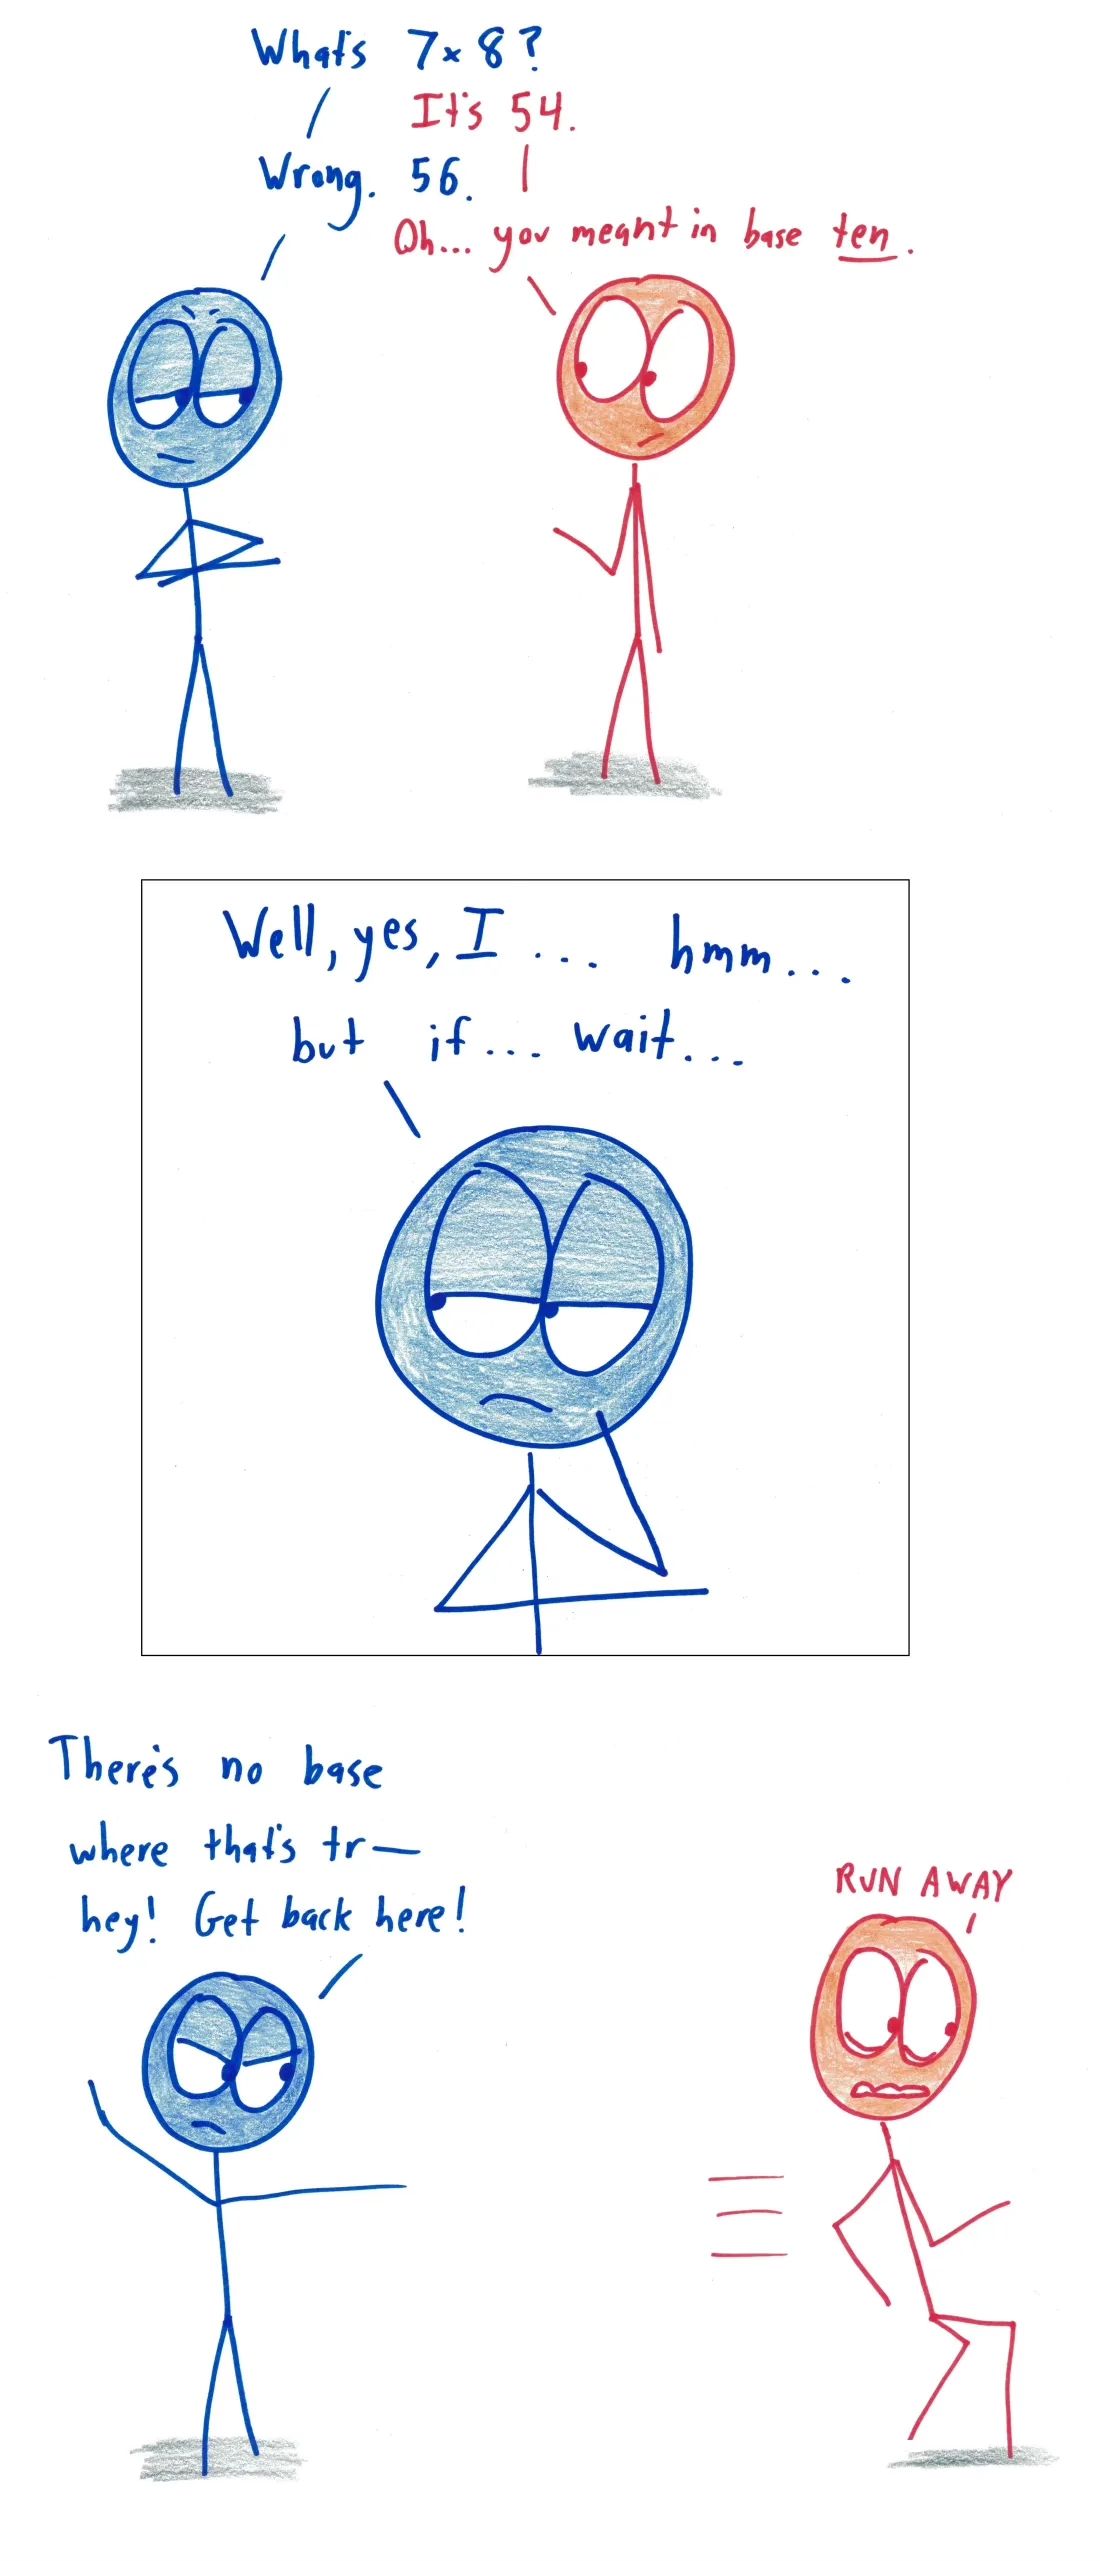 What's 7×8?
It's 54.
Wrong. 56.
Oh... you meant in base ten.
Well, yes, I... hmm...
but if... wait...
There's no base
where that's tr—
hey! Get back here!
RUN AWAY